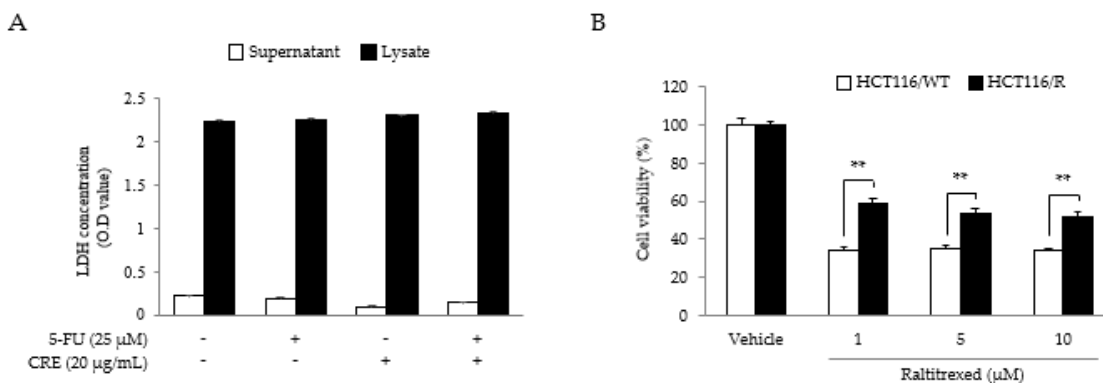 A
Supernatant Lysate
2.5
2
1.5
1
0.5
0
LDH concentration
(O.D value)
5-FU (25 µM) - + - +
CRE (20 µg/mL) - - + +
B
HCT116/WT HCT116/R
120
100
80
60
40
20
0
Cell viability (%)
** ** **
Vehicle 1 5 10
Raltitrexed (µM)